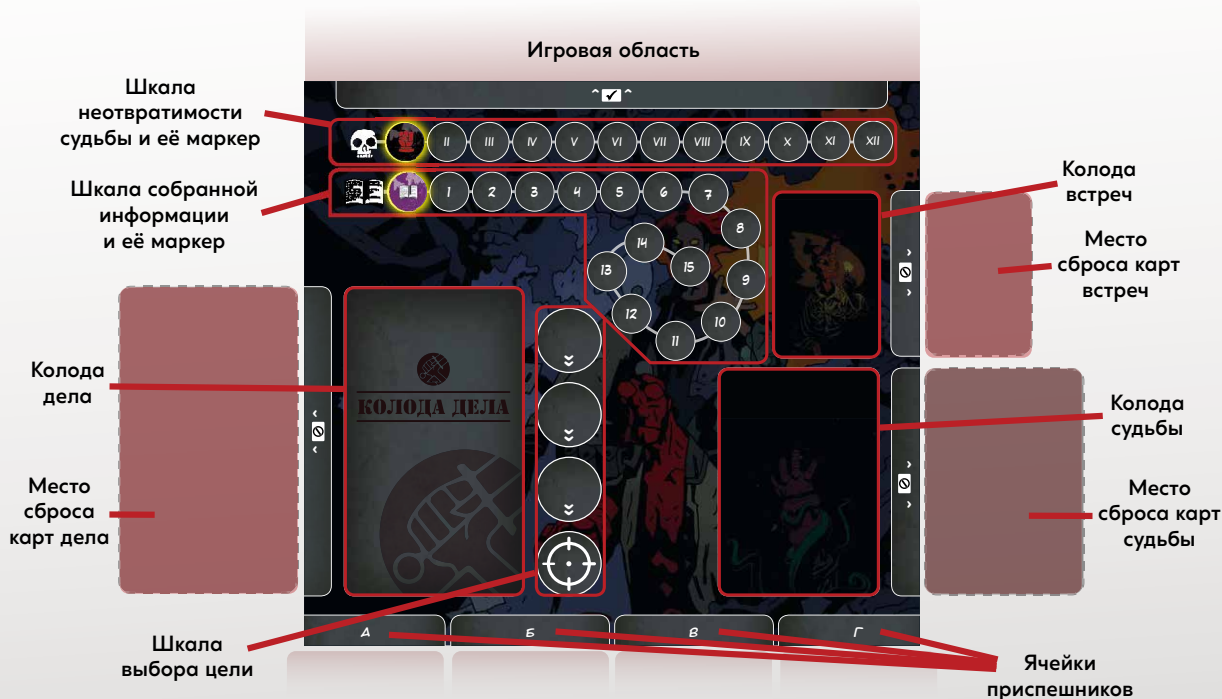 Игровая область
Шкала
неотвратимости
судьбы и её маркер
II III IV V VI VII VIII IX X XI XII
Шкала собранной
информации
и её маркер
1 2 3 4 5 6 7
8
9
10
11
12
13
14
15
Колода
встреч
Место
сброса карт
встреч
Колода
дела
КОЛОДА ДЕЛА
Колода
судьбы
Место
сброса
карт дела
Место
сброса карт
судьбы
А Б В Г
Шкала
выбора цели
Ячейки
приспешников